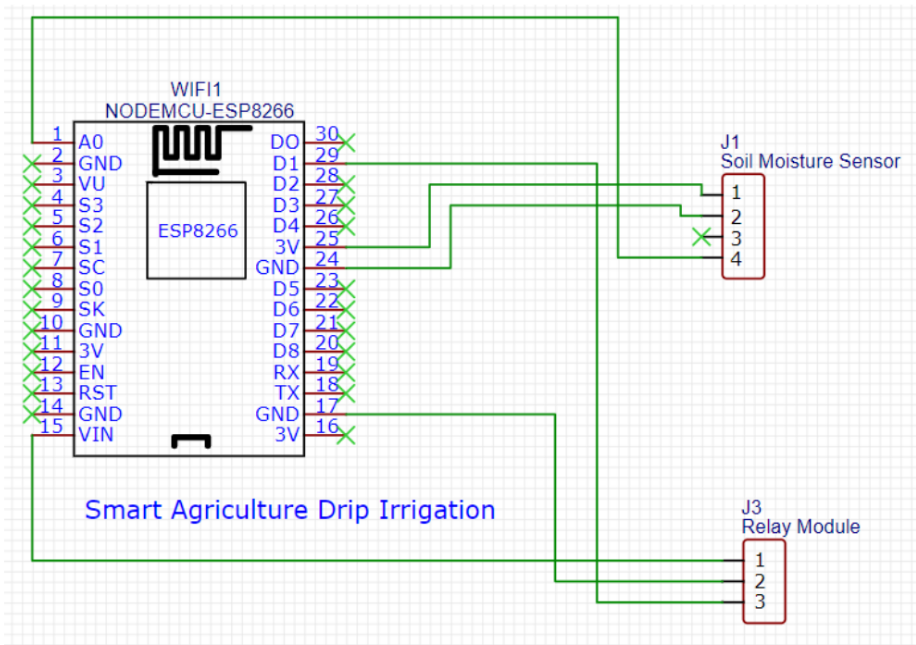 WIFI1
NODEMCU-ESP8266
1 A0 DO 30
2 GND D1 29
3 VU D2 28
4 S3 D3 27
5 S2 D4 26
6 S1 3V 25
7 SC GND 24
8 S0 D5 23
9 SK D6 22
10 GND D7 21
11 3V D8 20
12 EN RX 19
13 RST TX 18
14 GND GND 17
15 VIN 3V 16
ESP8266
J1
Soil Moisture Sensor
1
2
3
4
Smart Agriculture Drip Irrigation
J3
Relay Module
1
2
3